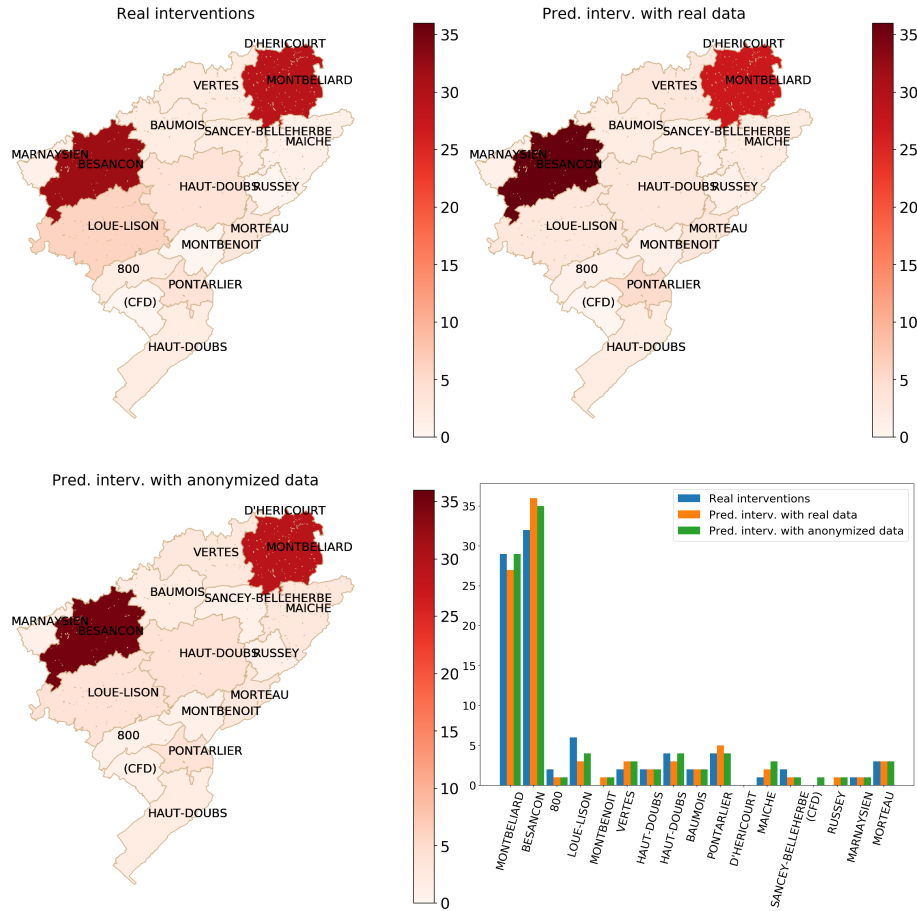 Real interventions
D'HERICOURT
VERTES
MONTBELIARD
BAUMOIS
SANCEY-BELLEHERBE
MAICHE
MARNAYSIEN
BESANCON
HAUT-DOUBS
RUSSEY
LOUE-LISON
MORTEAU
MONTBENOIT
800
PONTARLIER
(CFD)
HAUT-DOUBS
35
30
25
20
15
10
5
0
Pred. interv. with real data
D'HERICOURT
VERTES
MONTBELIARD
BAUMOIS
SANCEY-BELLEHERBE
MAICHE
MARNAYSIEN
BESANCON
HAUT-DOUBS
RUSSEY
LOUE-LISON
MORTEAU
MONTBENOIT
800
PONTARLIER
(CFD)
HAUT-DOUBS
35
30
25
20
15
10
5
0
Pred. interv. with anonymized data
D'HERICOURT
VERTES
MONTBELIARD
BAUMOIS
SANCEY-BELLEHERBE
MAICHE
MARNAYSIEN
BESANCON
HAUT-DOUBS
RUSSEY
LOUE-LISON
MORTEAU
MONTBENOIT
800
PONTARLIER
(CFD)
HAUT-DOUBS
35
30
25
20
15
10
5
0
Real interventions
Pred. interv. with real data
Pred. interv. with anonymized data
35
30
25
20
15
10
5
0
MONTBELIARD
BESANCON
800
LOUE-LISON
MONTBENOIT
VERTES
HAUT-DOUBS
HAUT-DOUBS
BAUMOIS
PONTARLIER
D'HERICOURT
MAICHE
SANCEY-BELLEHERBE
(CFD)
RUSSEY
MARNAYSIEN
MORTEAU